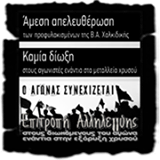 Άμεση απελευθέρωση
των προφυλακισμένων της Β.Α. Χαλκιδικής
Καμία δίωξη
στους αγωνιστές ενάντια στα μεταλλεία χρυσού
Ο ΑΓΩΝΑΣ ΣΥΝΕΧΙΖΕΤΑΙ
Επιτροπή Αλληλεγγύης
στους διωκόμενους του αγώνα
ενάντια στην εξόρυξη χρυσού